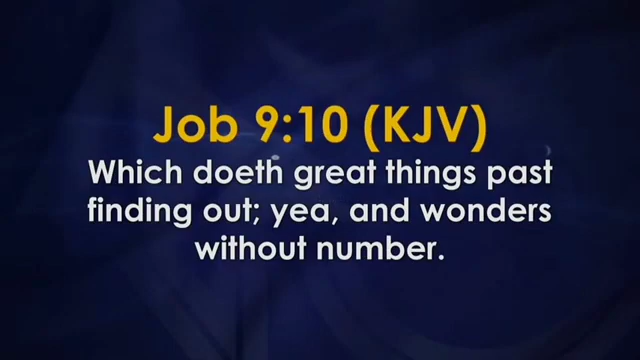 Job 9:10 (KJV)
Which doeth great things past
finding out; yea, and wonders
without number.